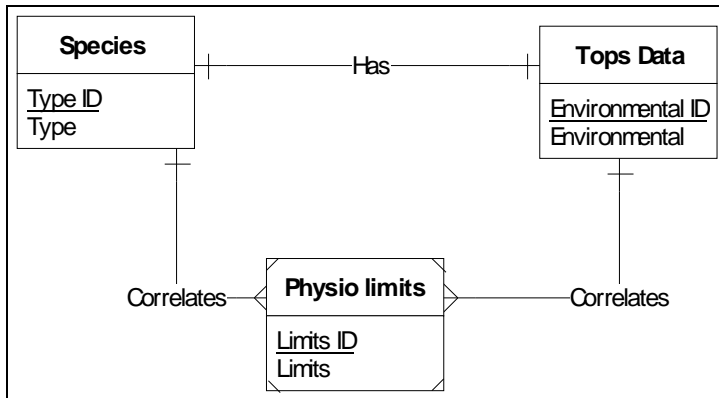 Species
Type ID
Type
Has
Tops Data
Environmental ID
Environmental
Correlates
Physio limits
Limits ID
Limits
Correlates